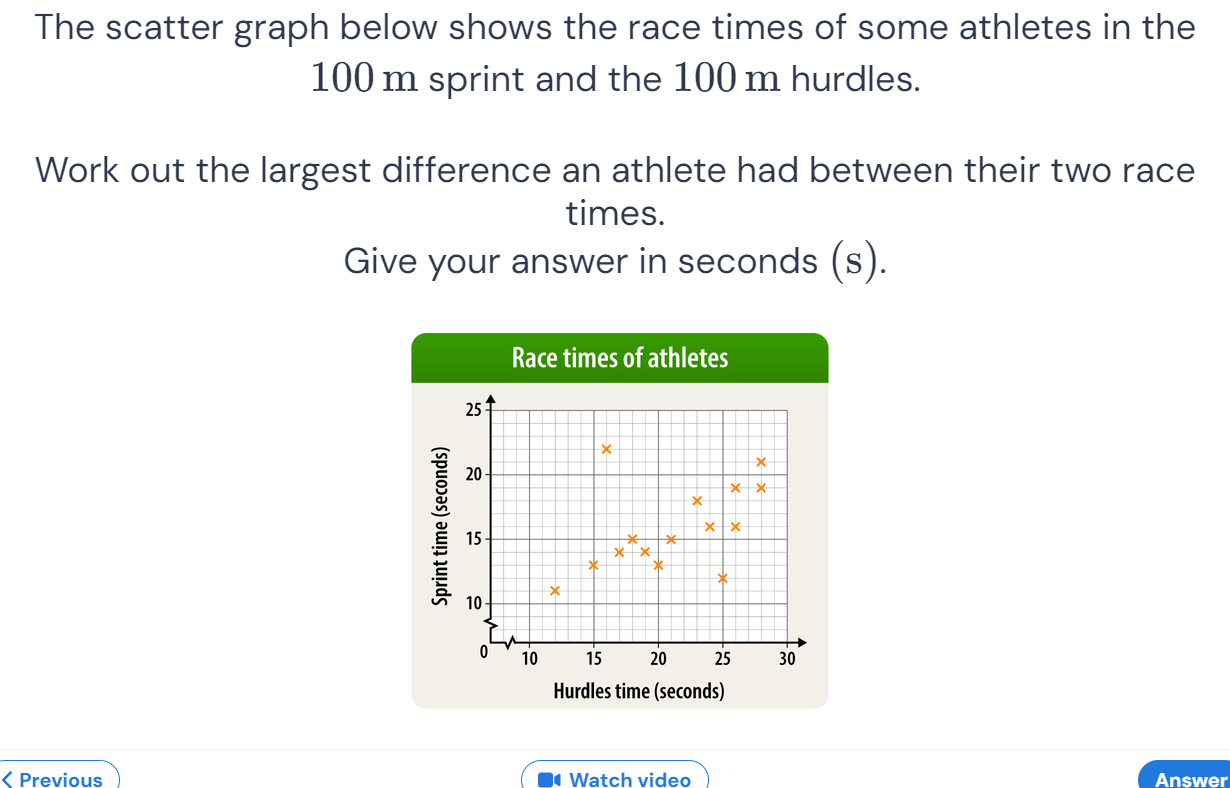 The scatter graph below shows the race times of some athletes in the
100 m sprint and the 100 m hurdles.
Work out the largest difference an athlete had between their two race
times.
Give your answer in seconds (s).
Race times of athletes
25
20
15
10
Sprint time (seconds)
0
10 15 20 25 30
Hurdles time (seconds)
Previous
Watch video
Answer